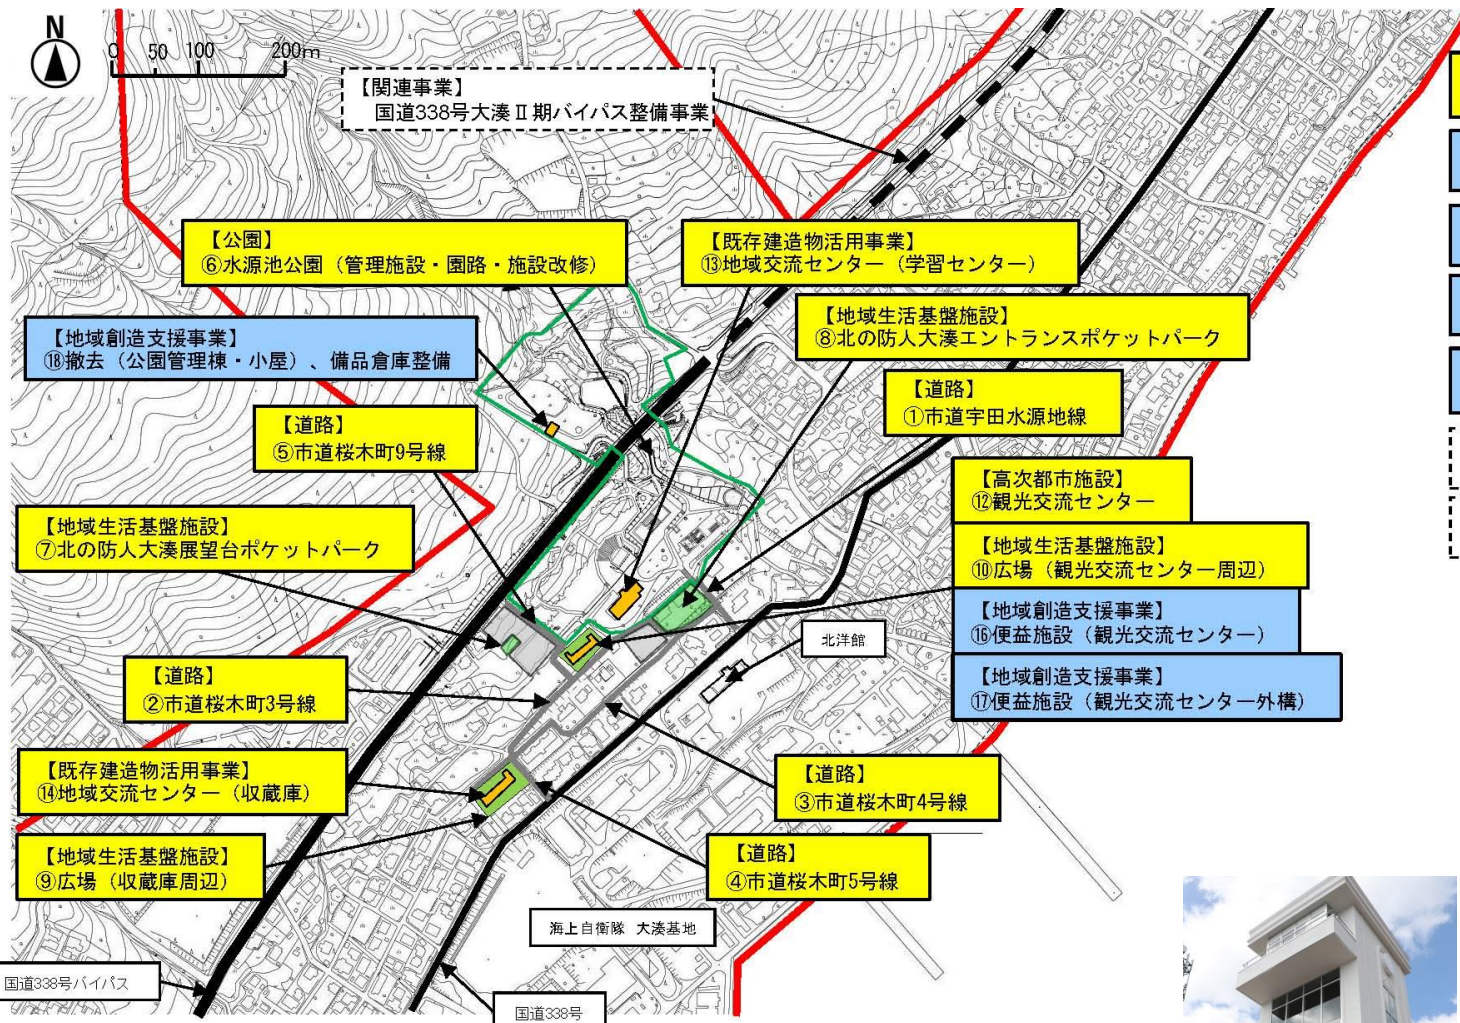 N
0 50 100 200m
【関連事業】
国道338号大湊Ⅱ期バイパス整備事業
【公園】
⑥水源池公園（管理施設・園路・施設改修）
【既存建造物活用事業】
⑬地域交流センター（学習センター）
【地域生活基盤施設】
⑧北の防人大湊エントランスポケットパーク
【地域創造支援事業】
⑱撤去（公園管理棟・小屋）、備品倉庫整備
【道路】
①市道宇田水源地線
【道路】
⑤市道桜木町9号線
【高次都市施設】
⑫観光交流センター
【地域生活基盤施設】
⑦北の防人大湊展望台ポケットパーク
【地域生活基盤施設】
⑩広場（観光交流センター周辺）
【地域創造支援事業】
⑯便益施設（観光交流センター）
北洋館
【地域創造支援事業】
⑰便益施設（観光交流センター外構）
【道路】
②市道桜木町3号線
【既存建造物活用事業】
⑭地域交流センター（収蔵庫）
【道路】
③市道桜木町4号線
【地域生活基盤施設】
⑨広場（収蔵庫周辺）
【道路】
④市道桜木町5号線
海上自衛隊 大湊基地
国道338号バイパス
国道338号